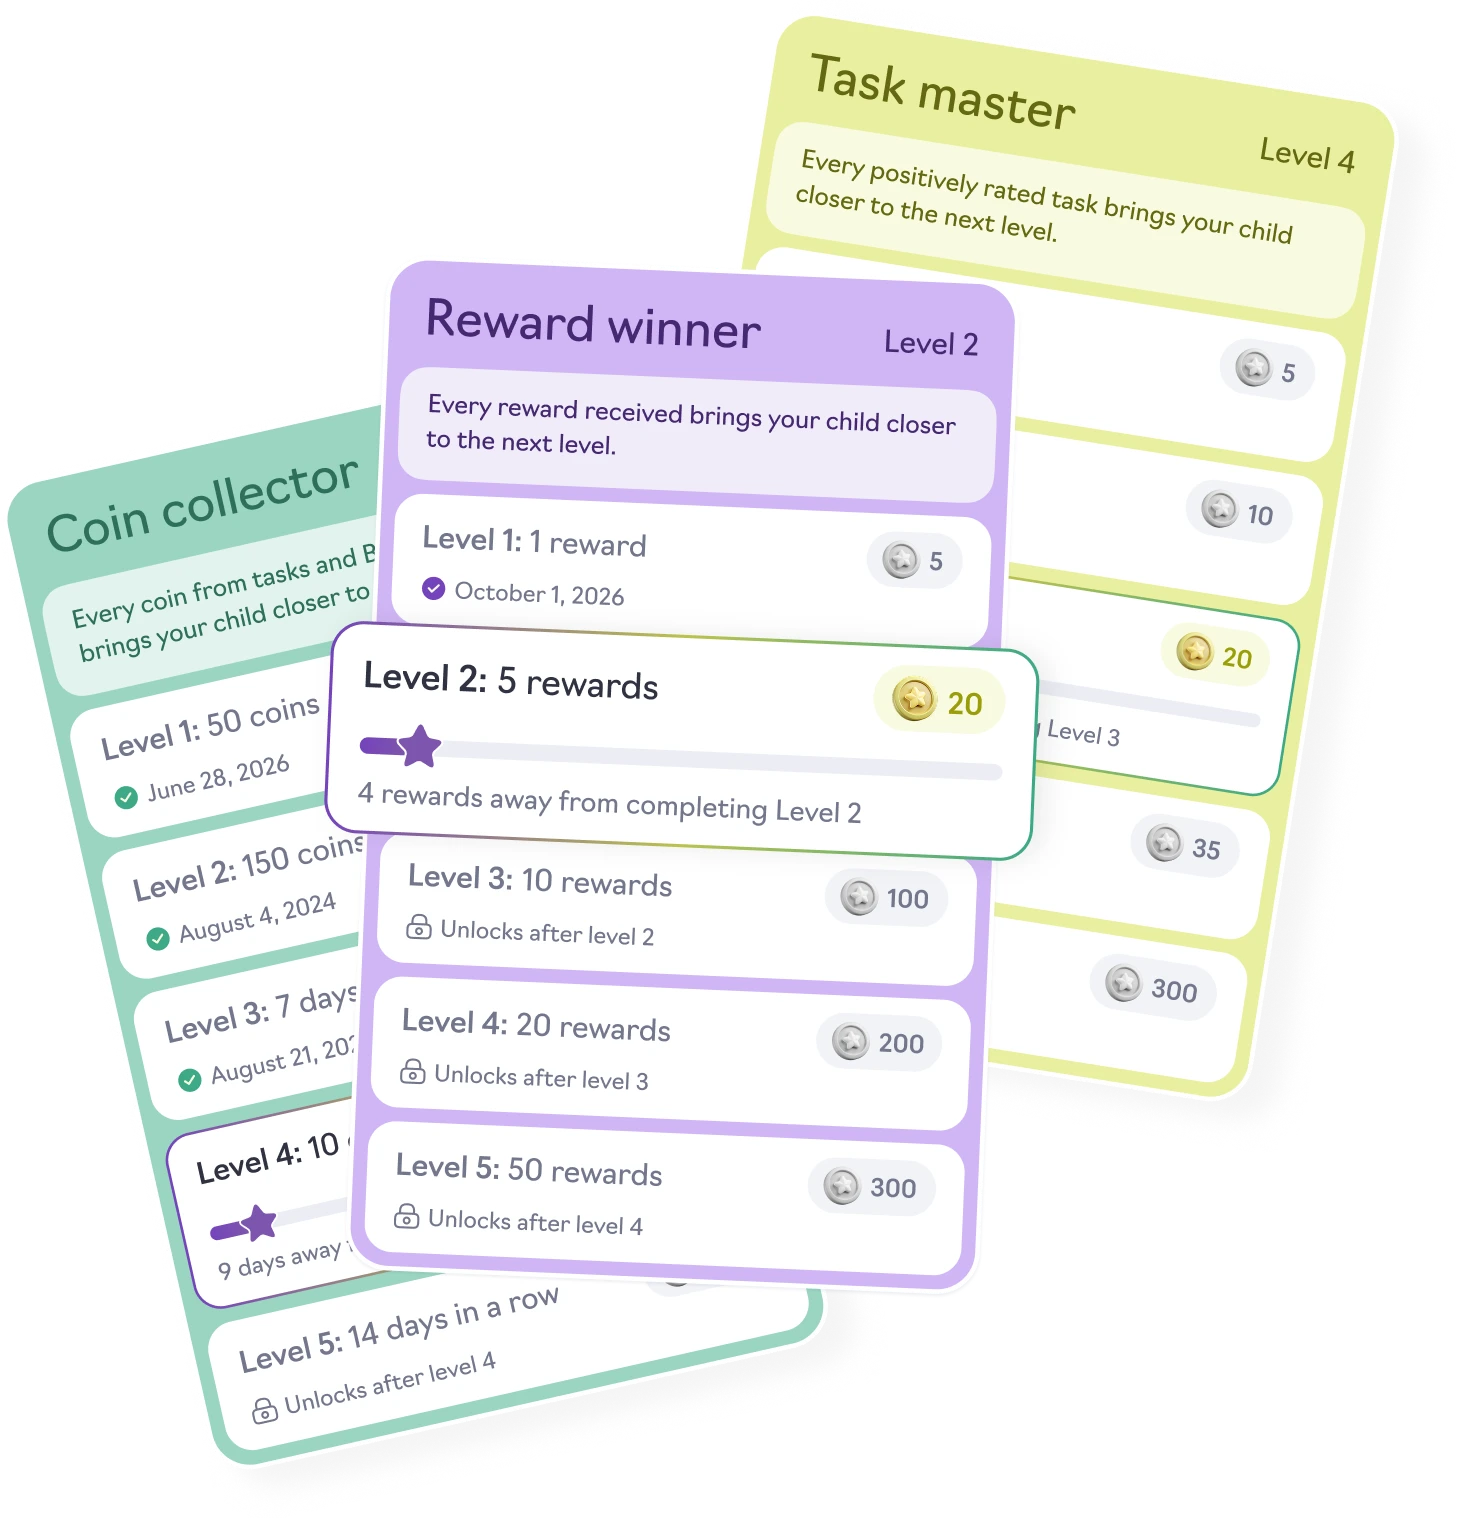 Task master
Level 4
Every positively rated task brings your child
closer to the next level.
5
10
20
Level 3
35
300
Reward winner
Level 2
Every reward received brings your child closer
to the next level.
Level 1: 1 reward
5
October 1, 2026
Level 2: 5 rewards
20
4 rewards away from completing Level 2
Level 3: 10 rewards
100
Unlocks after level 2
Level 4: 20 rewards
200
Unlocks after level 3
Level 5: 50 rewards
300
Unlocks after level 4
Coin collector
Every coin from tasks and
brings your child closer to
Level 1: 50 coins
June 28, 2026
Level 2: 150 coins
August 4, 2024
Level 3: 7 days
August 21,
Level 4: 10
9 days away
Level 5: 14 days in a row
Unlocks after level 4